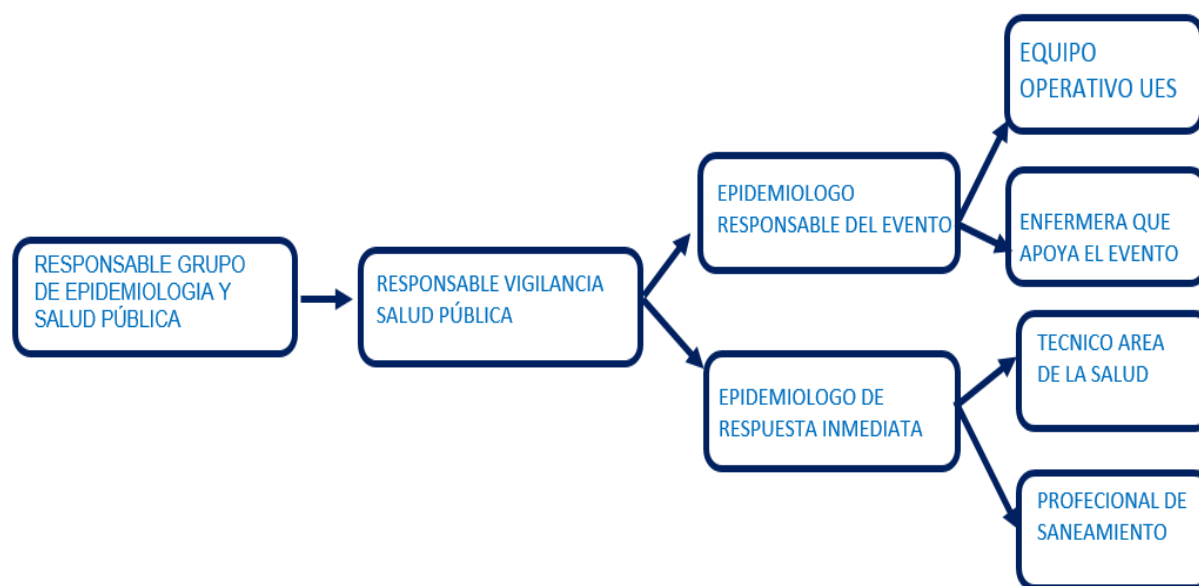 RESPONSABLE GRUPO
DE EPIDEMIOLOGIA Y
SALUD PÚBLICA
RESPONSABLE VIGILANCIA
SALUD PÚBLICA
EPIDEMIOLOGO
RESPONSABLE DEL EVENTO
EPIDEMIOLOGO DE
RESPUESTA INMEDIATA
EQUIPO
OPERATIVO UES
ENFERMERA QUE
APOYA EL EVENTO
TECNICO AREA
DE LA SALUD
PROFECIONAL DE
SANEAMIENTO